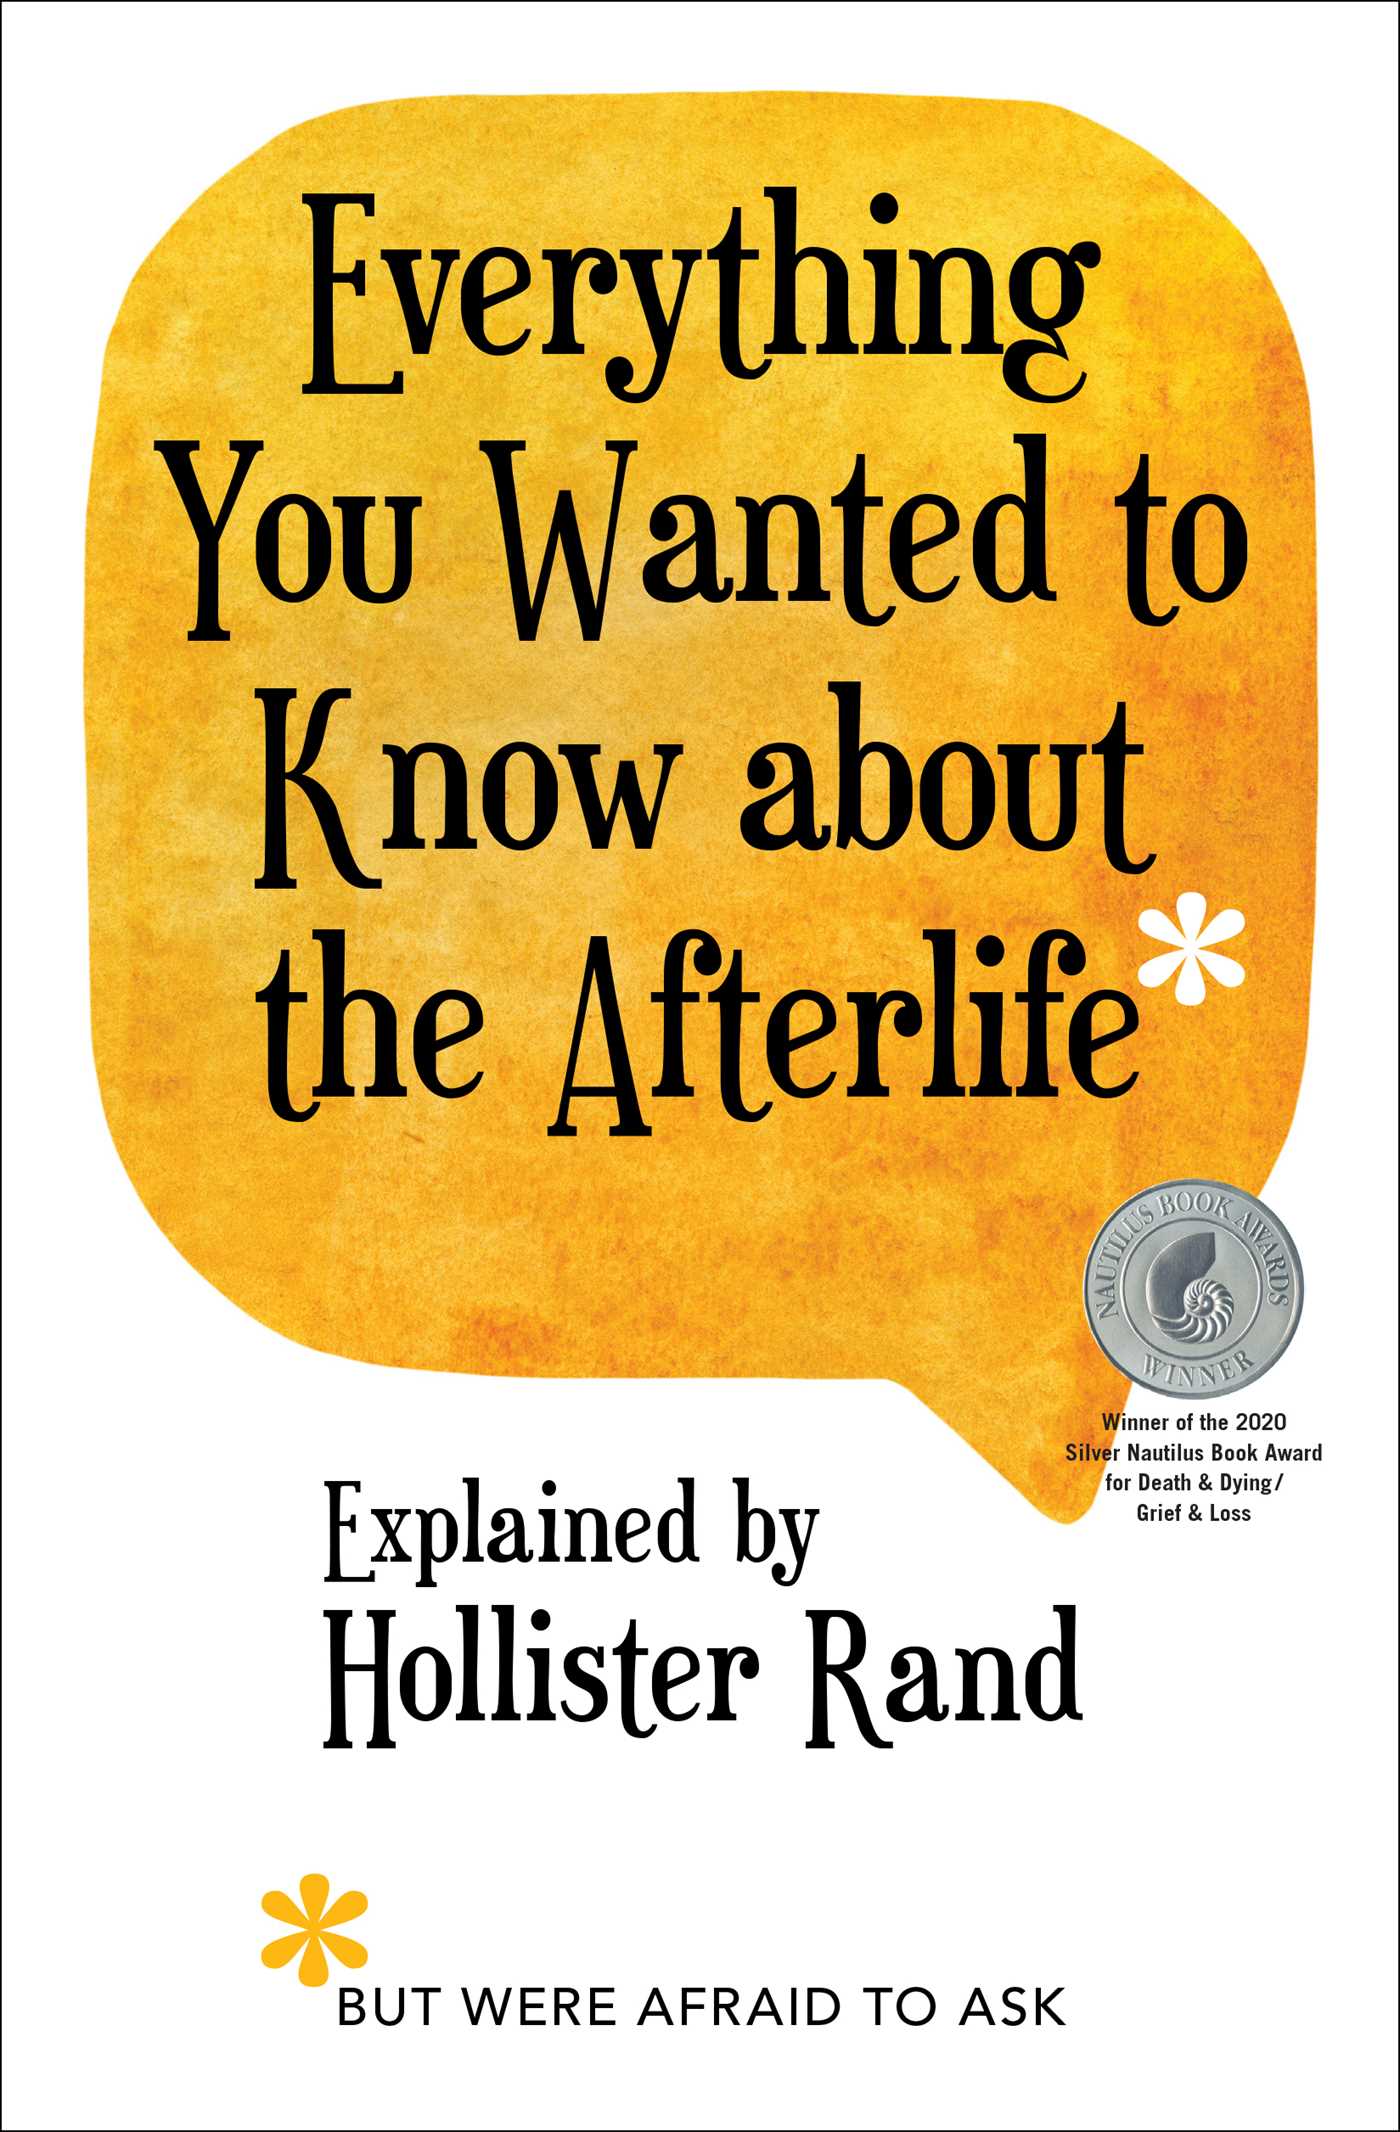 Everything
You Wanted to
Know about
the Afterlife*
NAUTILUS BOOK AWARDS
WINNER
Winner of the 2020
Silver Nautilus Book Award
for Death & Dying/
Grief & Loss
Explained by
Hollister Rand
*BUT WERE AFRAID TO ASK